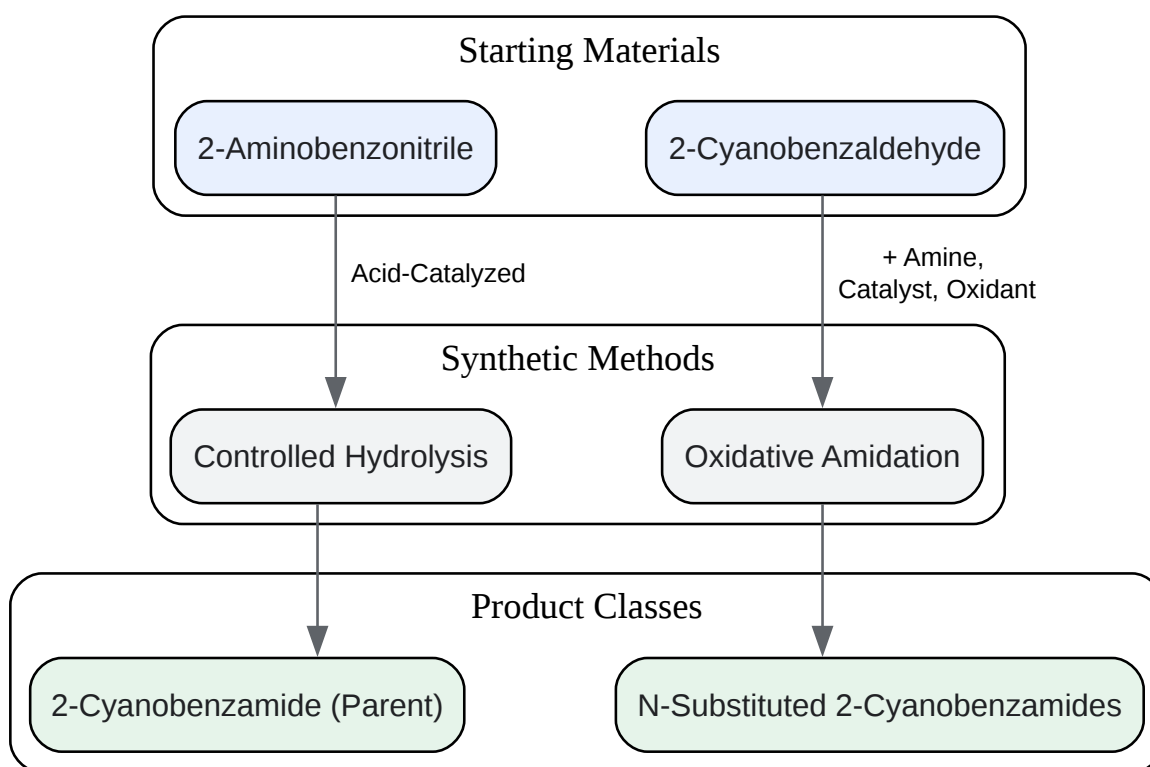 Starting Materials
2-Aminobenzonitrile
2-Cyanobenzaldehyde
Acid-Catalyzed
+ Amine,
Catalyst, Oxidant
Synthetic Methods
Controlled Hydrolysis
Oxidative Amidation
Product Classes
2-Cyanobenzamide (Parent)
N-Substituted 2-Cyanobenzamides